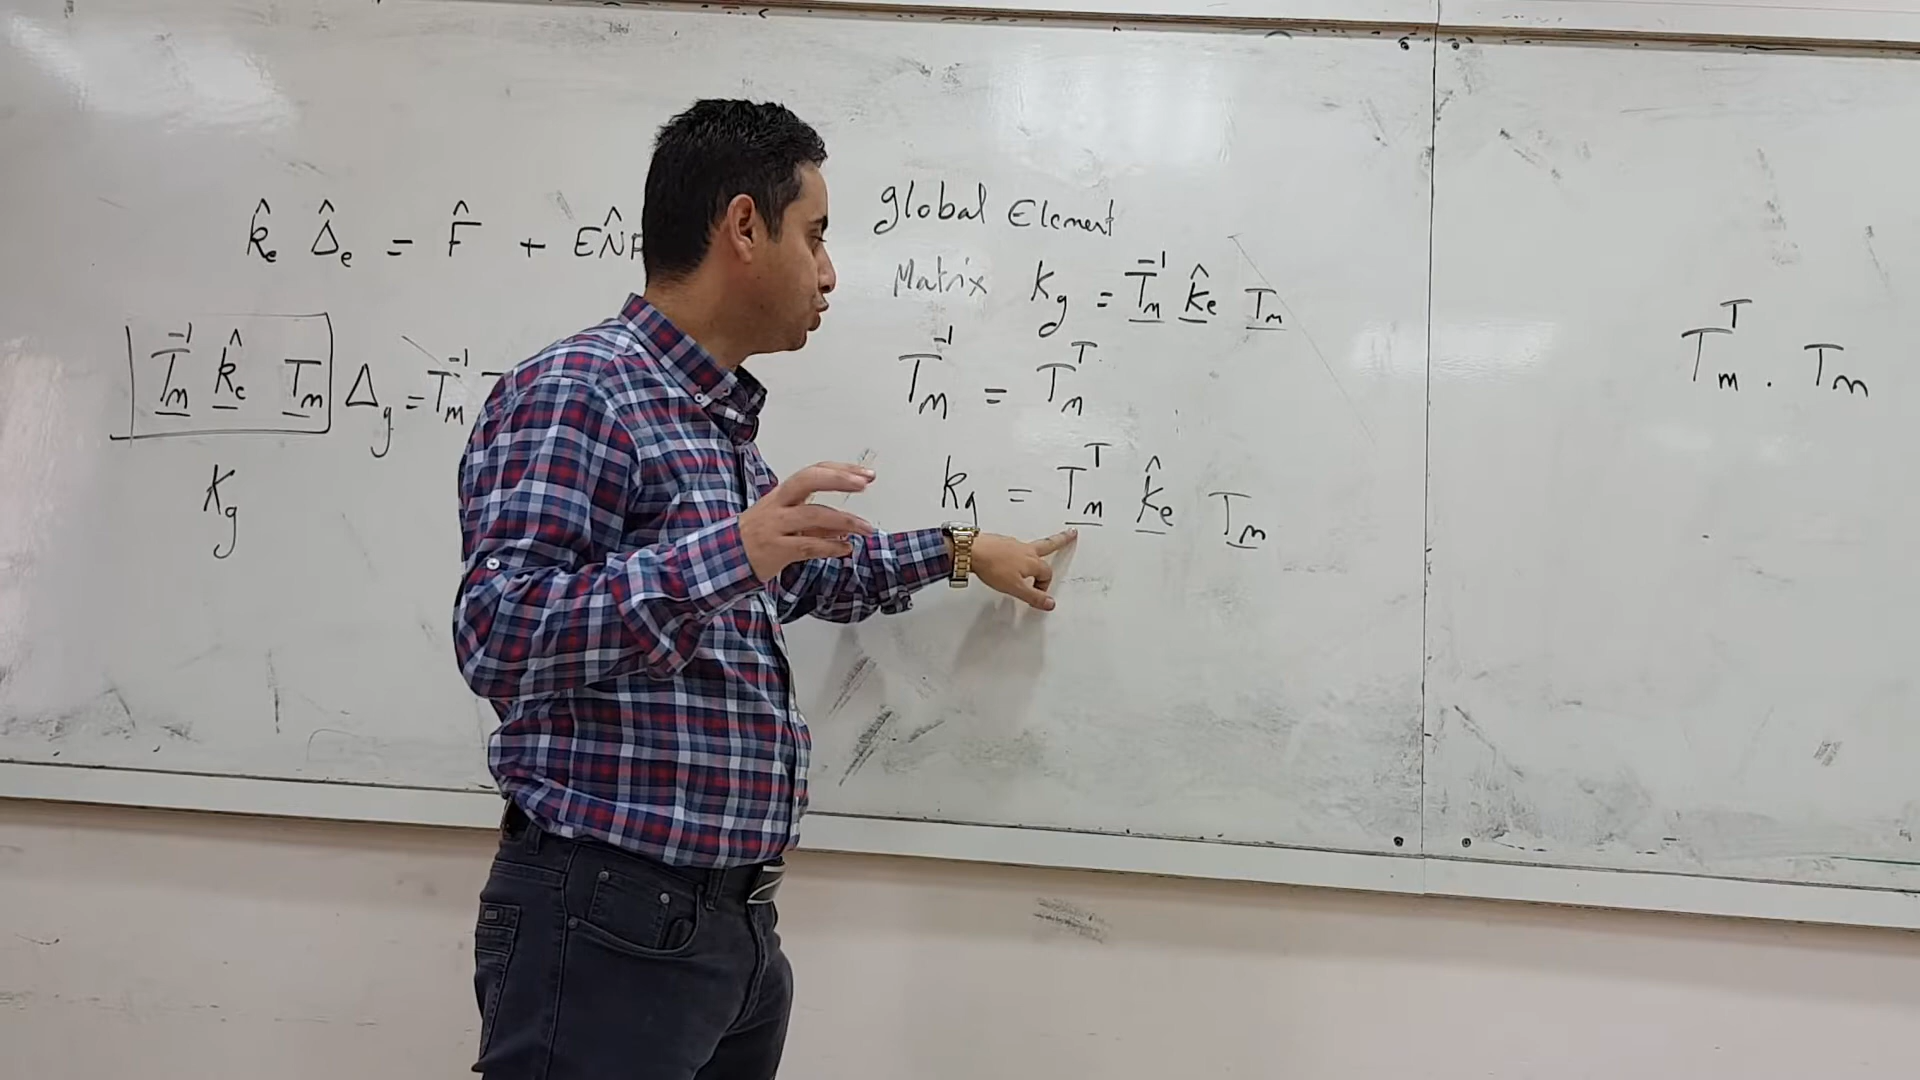 k̂e Δ̂e = F̂ + EN̂F
Tm⁻¹ k̂e Tm Δg = Tm⁻¹
Kg
global Element
Matrix Kg = Tm⁻¹ k̂e Tm
Tm⁻¹ = Tmᵀ
kg = Tmᵀ k̂e Tm
Tmᵀ . Tm